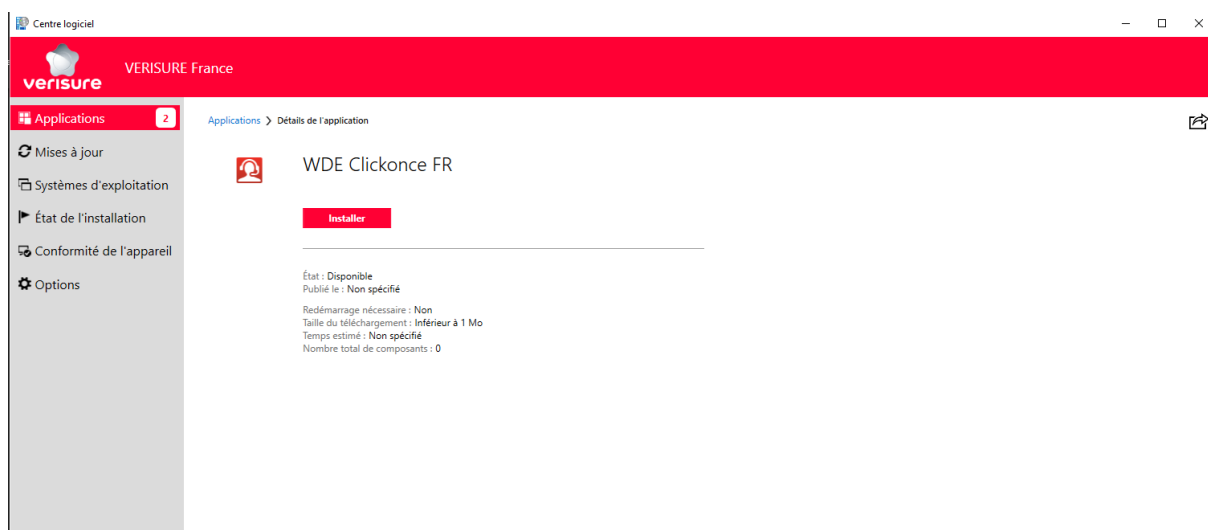 Centre logiciel
verisure
VERISURE France
Applications 2
Mises à jour
Systèmes d'exploitation
État de l'installation
Conformité de l'appareil
Options
Applications ❯ Détails de l'application
WDE Clickonce FR
Installer
État : Disponible
Publié le : Non spécifié
Redémarrage nécessaire : Non
Taille du téléchargement : Inférieur à 1 Mo
Temps estimé : Non spécifié
Nombre total de composants : 0